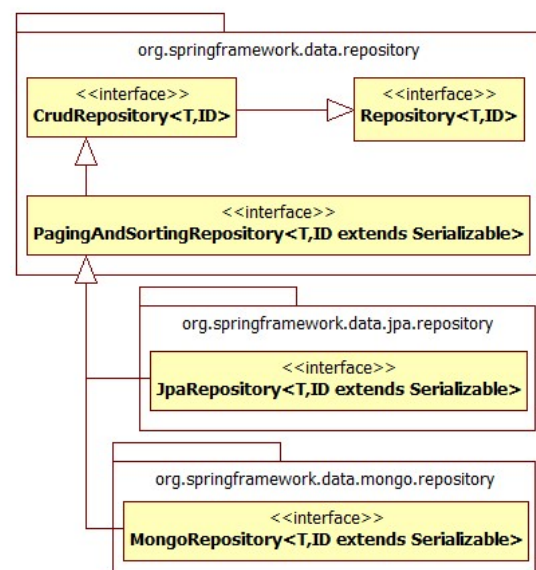 org.springframework.data.repository
<<interface>>
CrudRepository<T,ID>
<<interface>>
Repository<T,ID>
<<interface>>
PagingAndSortingRepository<T,ID extends Serializable>
org.springframework.data.jpa.repository
<<interface>>
JpaRepository<T,ID extends Serializable>
org.springframework.data.mongo.repository
<<interface>>
MongoRepository<T,ID extends Serializable>